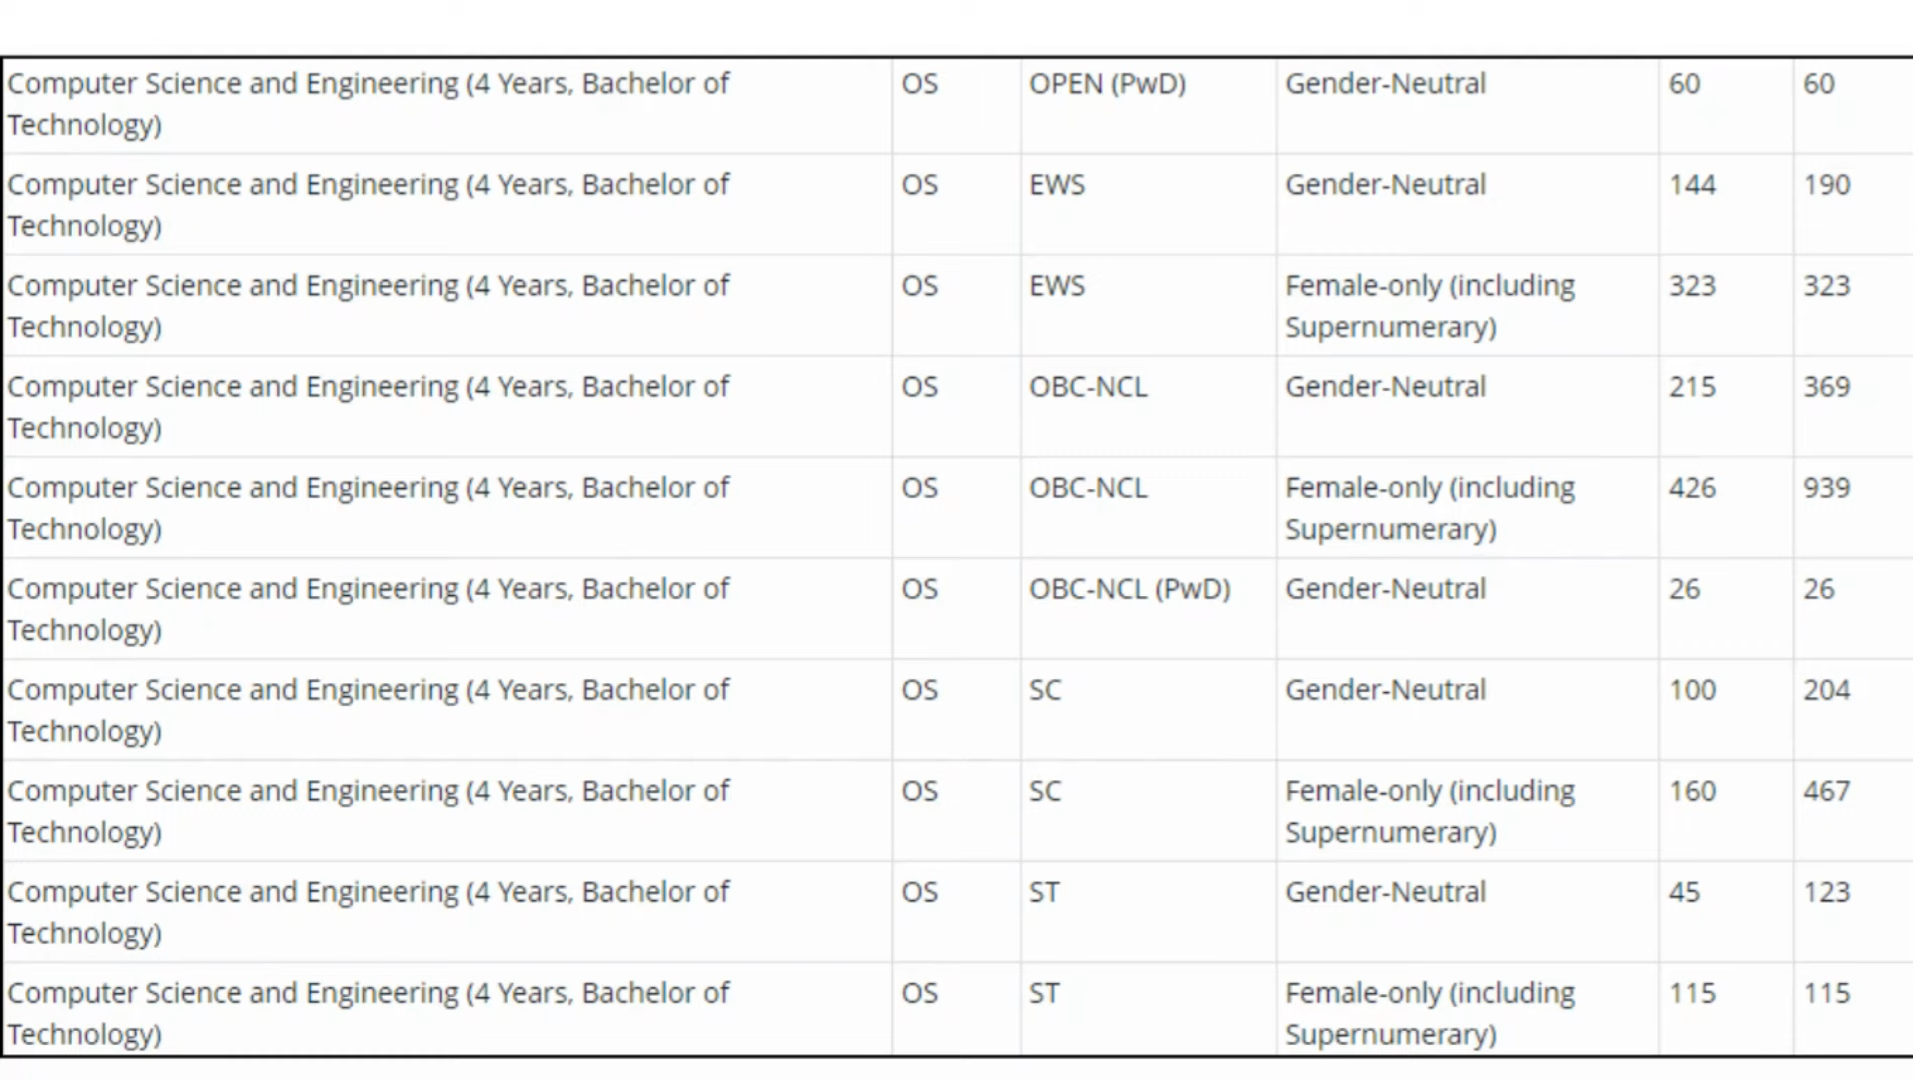 Computer Science and Engineering (4 Years, Bachelor of Technology) OS OPEN (PwD) Gender-Neutral 60 60
Computer Science and Engineering (4 Years, Bachelor of Technology) OS EWS Gender-Neutral 144 190
Computer Science and Engineering (4 Years, Bachelor of Technology) OS EWS Female-only (including Supernumerary) 323 323
Computer Science and Engineering (4 Years, Bachelor of Technology) OS OBC-NCL Gender-Neutral 215 369
Computer Science and Engineering (4 Years, Bachelor of Technology) OS OBC-NCL Female-only (including Supernumerary) 426 939
Computer Science and Engineering (4 Years, Bachelor of Technology) OS OBC-NCL (PwD) Gender-Neutral 26 26
Computer Science and Engineering (4 Years, Bachelor of Technology) OS SC Gender-Neutral 100 204
Computer Science and Engineering (4 Years, Bachelor of Technology) OS SC Female-only (including Supernumerary) 160 467
Computer Science and Engineering (4 Years, Bachelor of Technology) OS ST Gender-Neutral 45 123
Computer Science and Engineering (4 Years, Bachelor of Technology) OS ST Female-only (including Supernumerary) 115 115